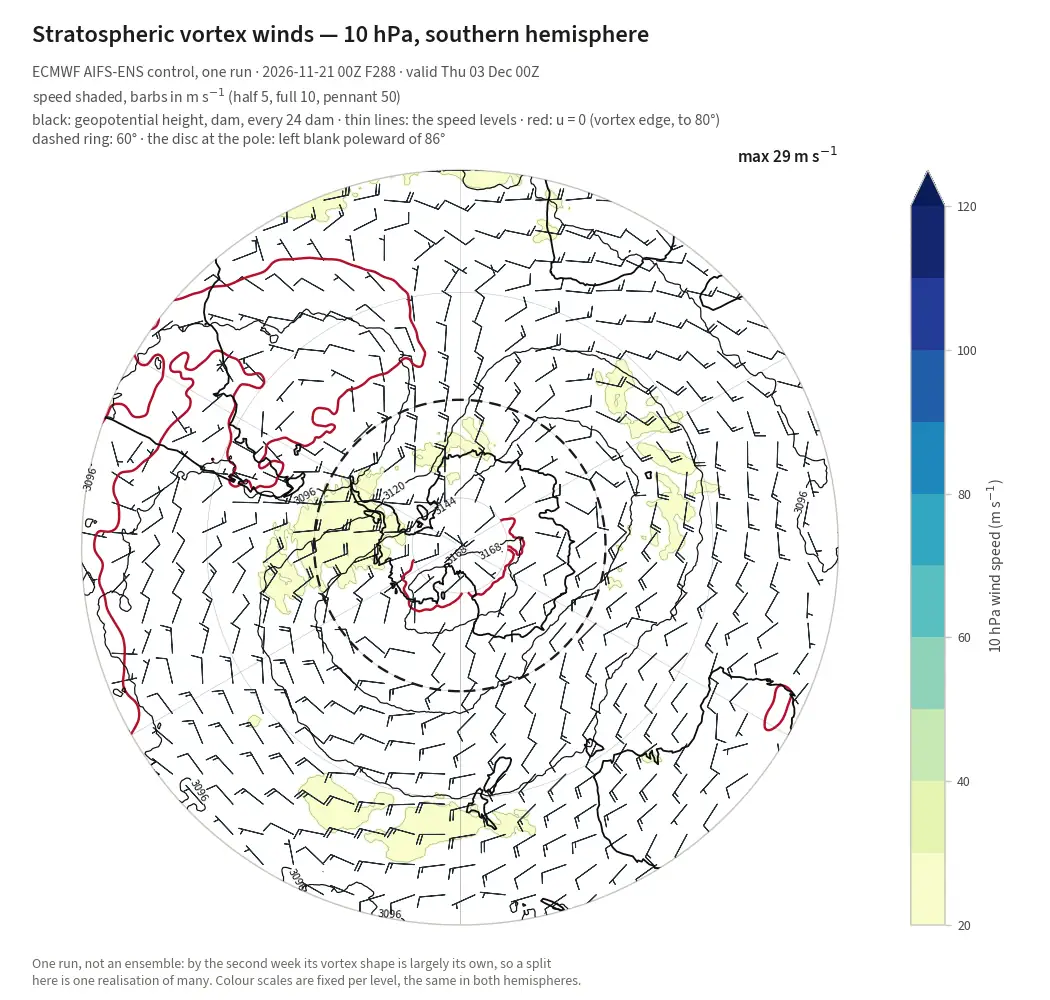 Stratospheric vortex winds — 10 hPa, southern hemisphere
ECMWF AIFS-ENS control, one run · 2026-11-21 00Z F288 · valid Thu 03 Dec 00Z
speed shaded, barbs in m s⁻¹ (half 5, full 10, pennant 50)
black: geopotential height, dam, every 24 dam · thin lines: the speed levels · red: u = 0 (vortex edge, to 80°)
dashed ring: 60° · the disc at the pole: left blank poleward of 86°
max 29 m s⁻¹
120
100
80
60
40
20
10 hPa wind speed (m s⁻¹)
3096
3096
3120
3144
3168
3168
3096
3096
3096
3096
One run, not an ensemble: by the second week its vortex shape is largely its own, so a split
here is one realisation of many. Colour scales are fixed per level, the same in both hemispheres.